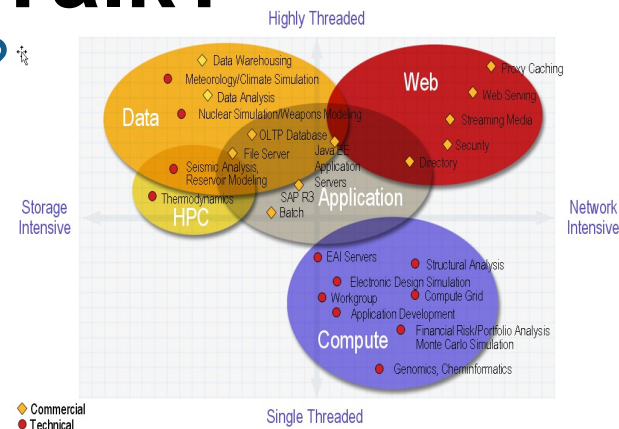 Highly Threaded
Data Warehousing
Meteorology/Climate Simulation
Data Analysis
Nuclear Simulation/Weapons Modeling
Data
OLTP Database
File Server
Seismic Analysis,
Reservoir Modeling
Thermodynamics
HPC
Web
Proxy Caching
Web Serving
Streaming Media
Security
Directory
Java EE
Application
Servers
SAP R3
Batch
Application
Storage
Intensive
Network
Intensive
EAI Servers
Structural Analysis
Electronic Design Simulation
Workgroup
Compute Grid
Application Development
Financial Risk/Portfolio Analysis
Monte Carlo Simulation
Compute
Genomics, Cheminformatics
Single Threaded
Commercial
Technical